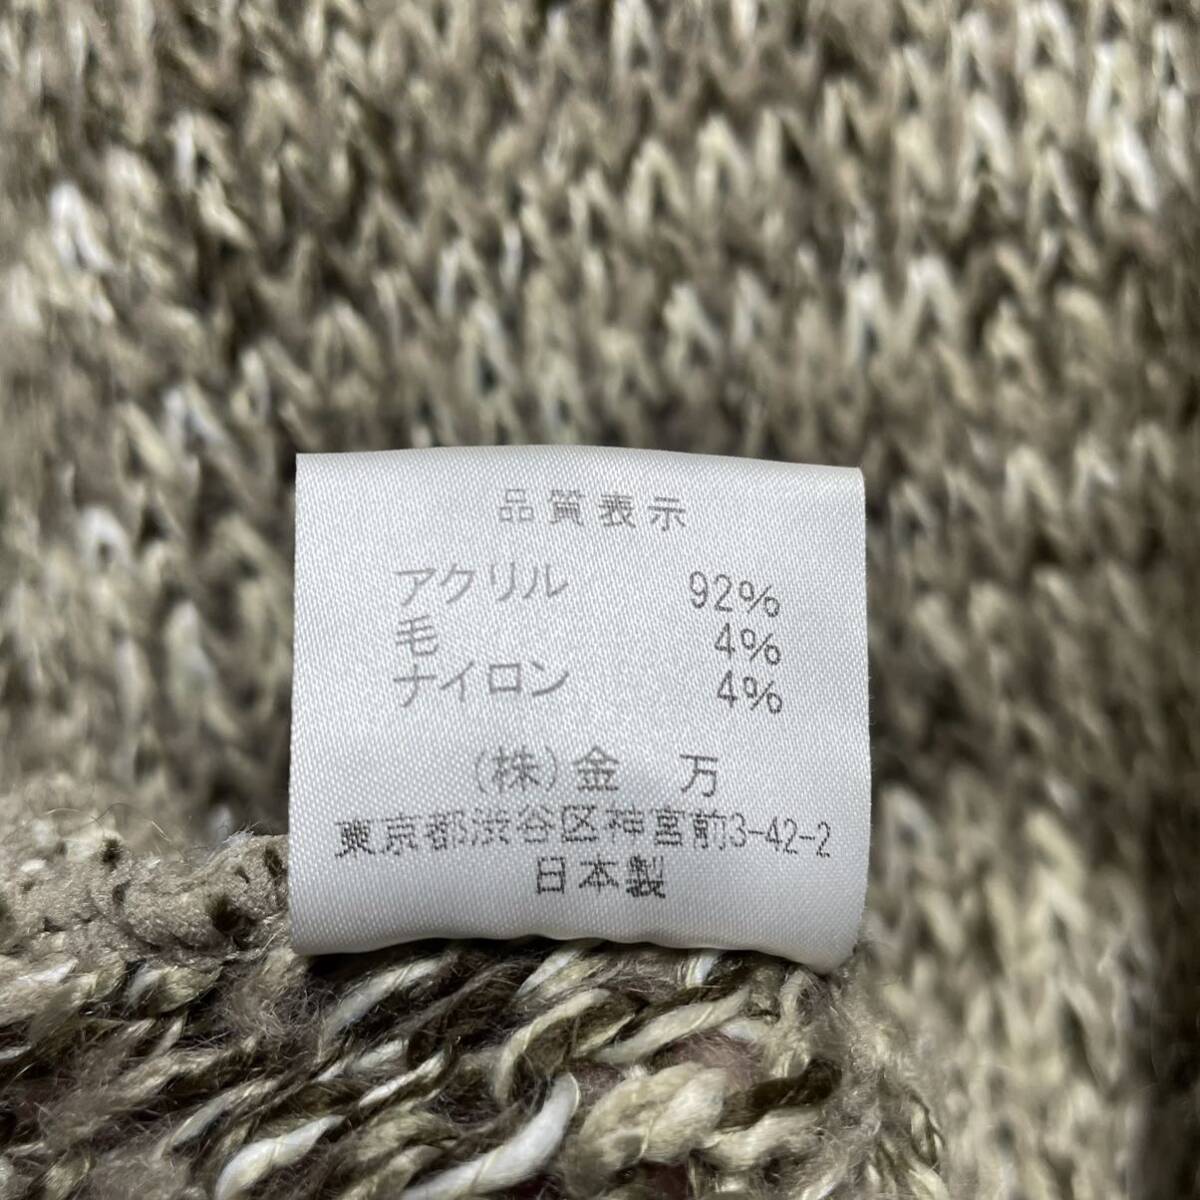 品質表示
アクリル 92%
毛 4%
ナイロン 4%
(株)金 万
東京都渋谷区神宮前3-42-2
日本製